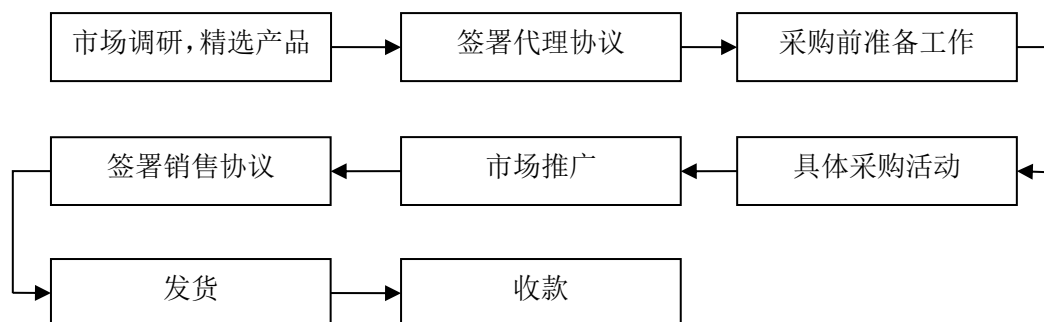 市场调研，精选产品
签署代理协议
采购前准备工作
具体采购活动
市场推广
签署销售协议
发货
收款